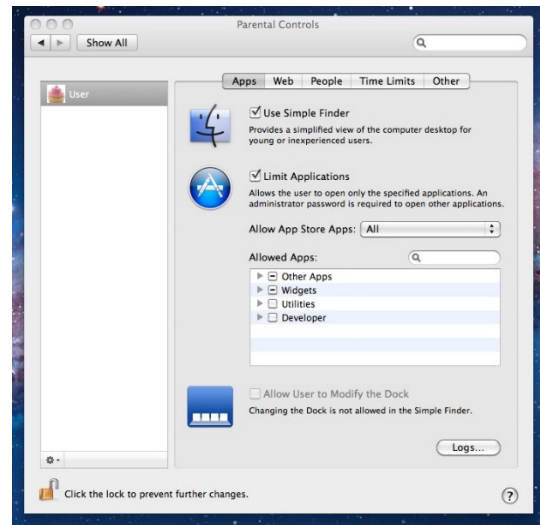 Parental Controls
Show All
User
Apps Web People Time Limits Other
Use Simple Finder
Provides a simplified view of the computer desktop for
young or inexperienced users.
Limit Applications
Allows the user to open only the specified applications. An
administrator password is required to open other applications.
Allow App Store Apps: All
Allowed Apps:
Other Apps
Widgets
Utilities
Developer
Allow User to Modify the Dock
Changing the Dock is not allowed in the Simple Finder.
Logs...
Click the lock to prevent further changes.
?